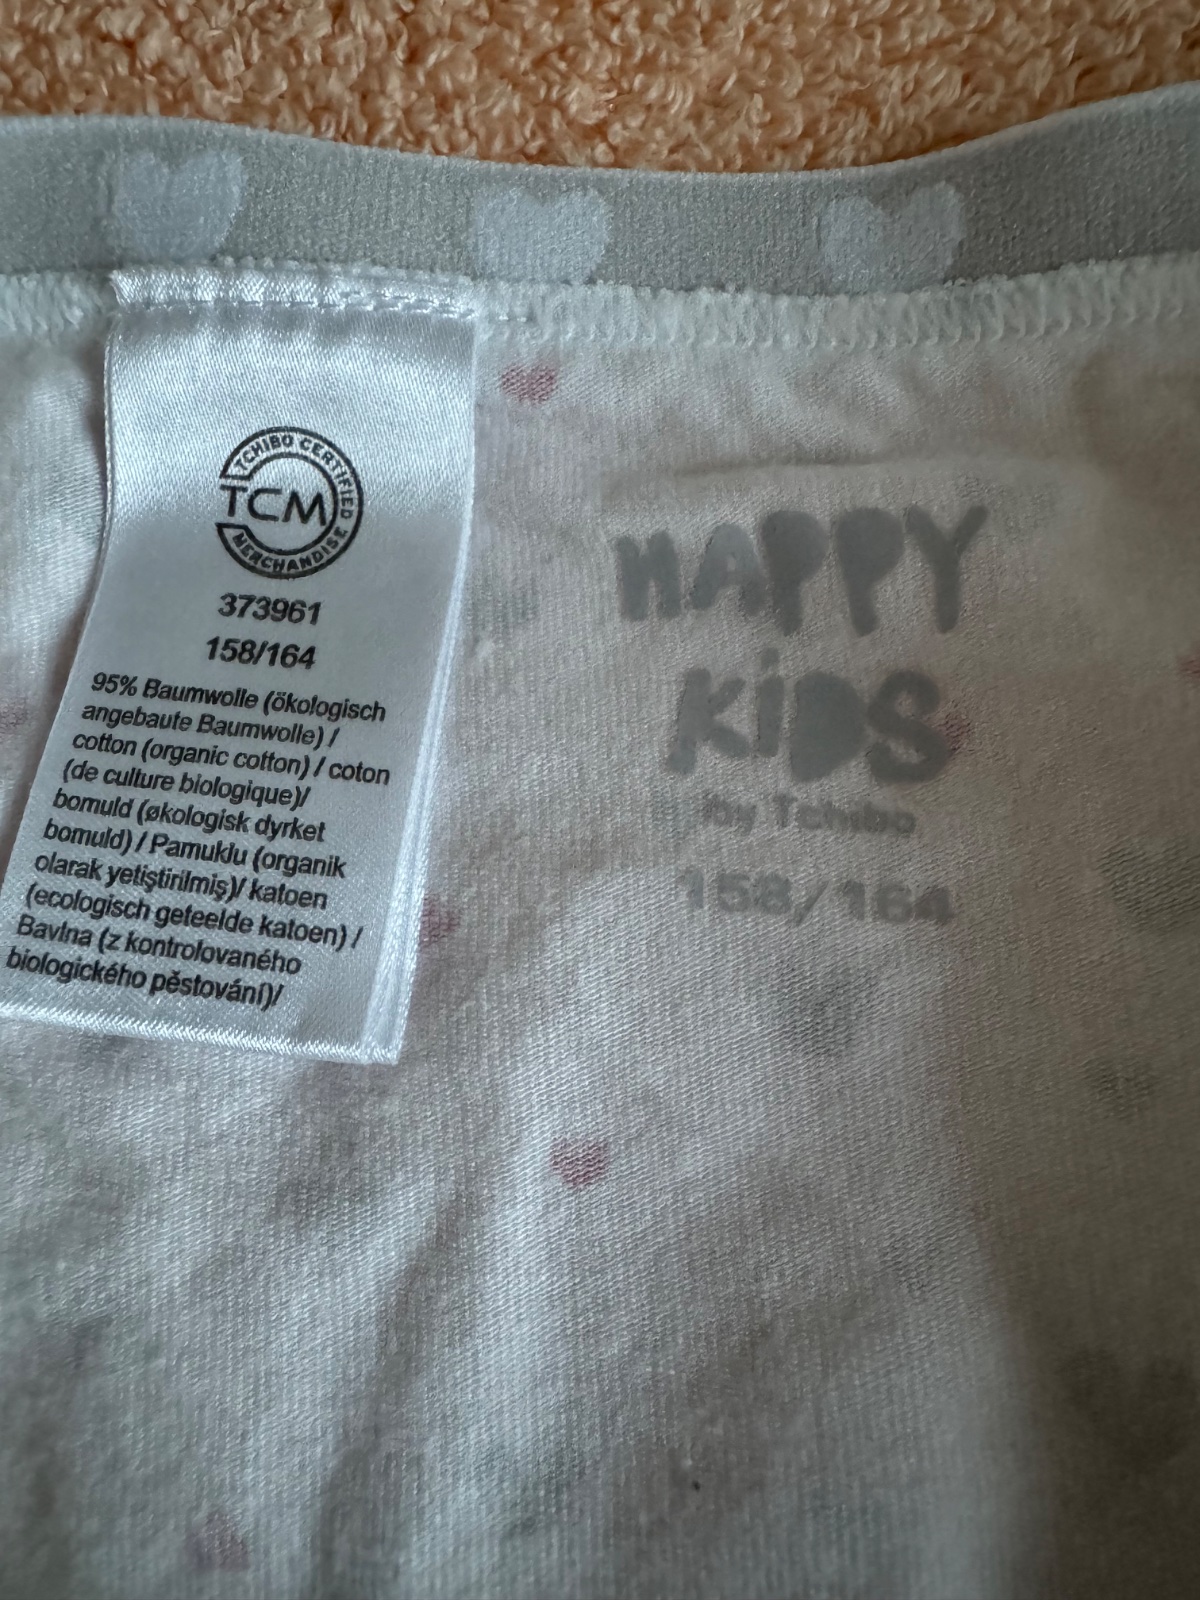 TCHIBO CERTIFIED
TCM
MERCHANDISE
373961
158/164
95% Baumwolle (ökologisch
angebaute Baumwolle) /
cotton (organic cotton) / coton
(de culture biologique)/
bomuld (økologisk dyrket
bomuld) / Pamuklu (organik
olarak yetiştirilmiş)/ katoen
(ecologisch geteelde katoen) /
Bavlna (z kontrolovaného
biologického pěstování)/
HAPPY
KiDS
by Tchibo
158/164